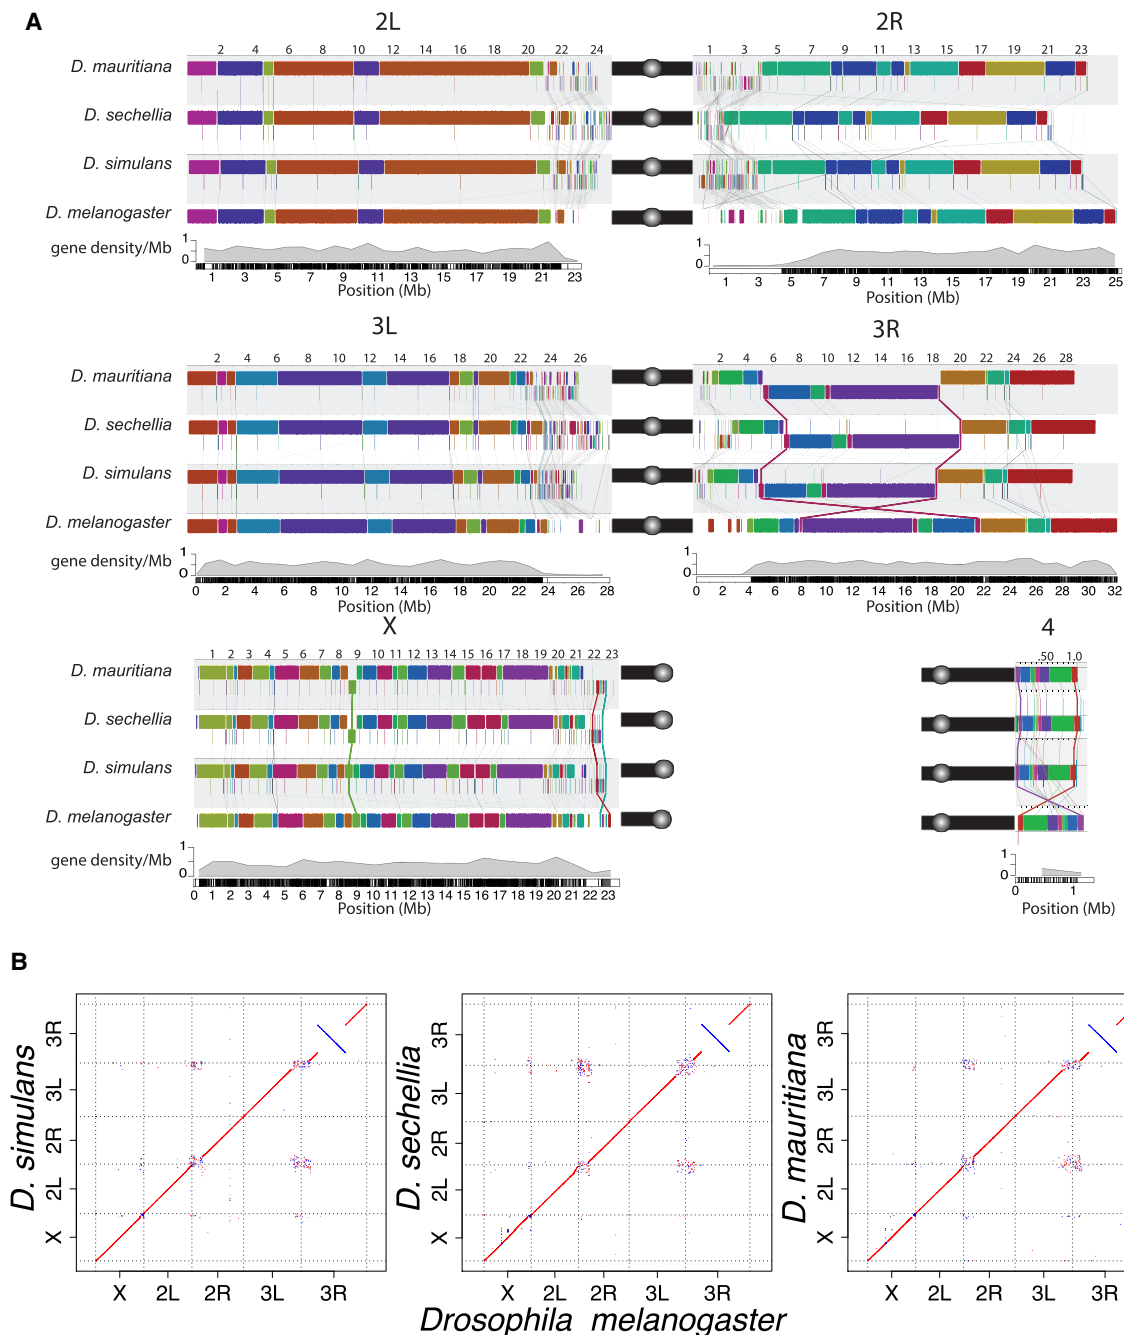 A
2L
2R
2 4 6 8 10 12 14 16 18 20 22 24
1 3 5 7 9 11 13 15 17 19 21 23
D. mauritiana
D. sechellia
D. simulans
D. melanogaster
gene density/Mb
1
0
1
0
1 3 5 7 9 11 13 15 17 19 21 23
1 3 5 7 9 11 13 15 17 19 21 23 25
Position (Mb)
Position (Mb)
3L
3R
2 4 6 8 10 12 14 16 18 20 22 24 26
2 4 6 8 10 12 14 16 18 20 22 24 26 28
D. mauritiana
D. sechellia
D. simulans
D. melanogaster
gene density/Mb
1
0
1
0
0 2 4 6 8 10 12 14 16 18 20 22 24 26 28
0 2 4 6 8 10 12 14 16 18 20 22 24 26 28 30 32
Position (Mb)
Position (Mb)
X
4
1 2 3 4 5 6 7 8 9 10 11 12 13 14 15 16 17 18 19 20 22 23
.50 1.0
D. mauritiana
D. sechellia
D. simulans
D. melanogaster
gene density/Mb
1
0
1
0
0 1 2 3 4 5 6 7 8 9 10 11 12 13 14 15 16 17 18 19 20 21 22 23
0 1
Position (Mb)
Position (Mb)
B
D. simulans
X 2L 2R 3L 3R
X 2L 2R 3L 3R
D. sechellia
X 2L 2R 3L 3R
X 2L 2R 3L 3R
D. mauritiana
X 2L 2R 3L 3R
X 2L 2R 3L 3R
Drosophila melanogaster